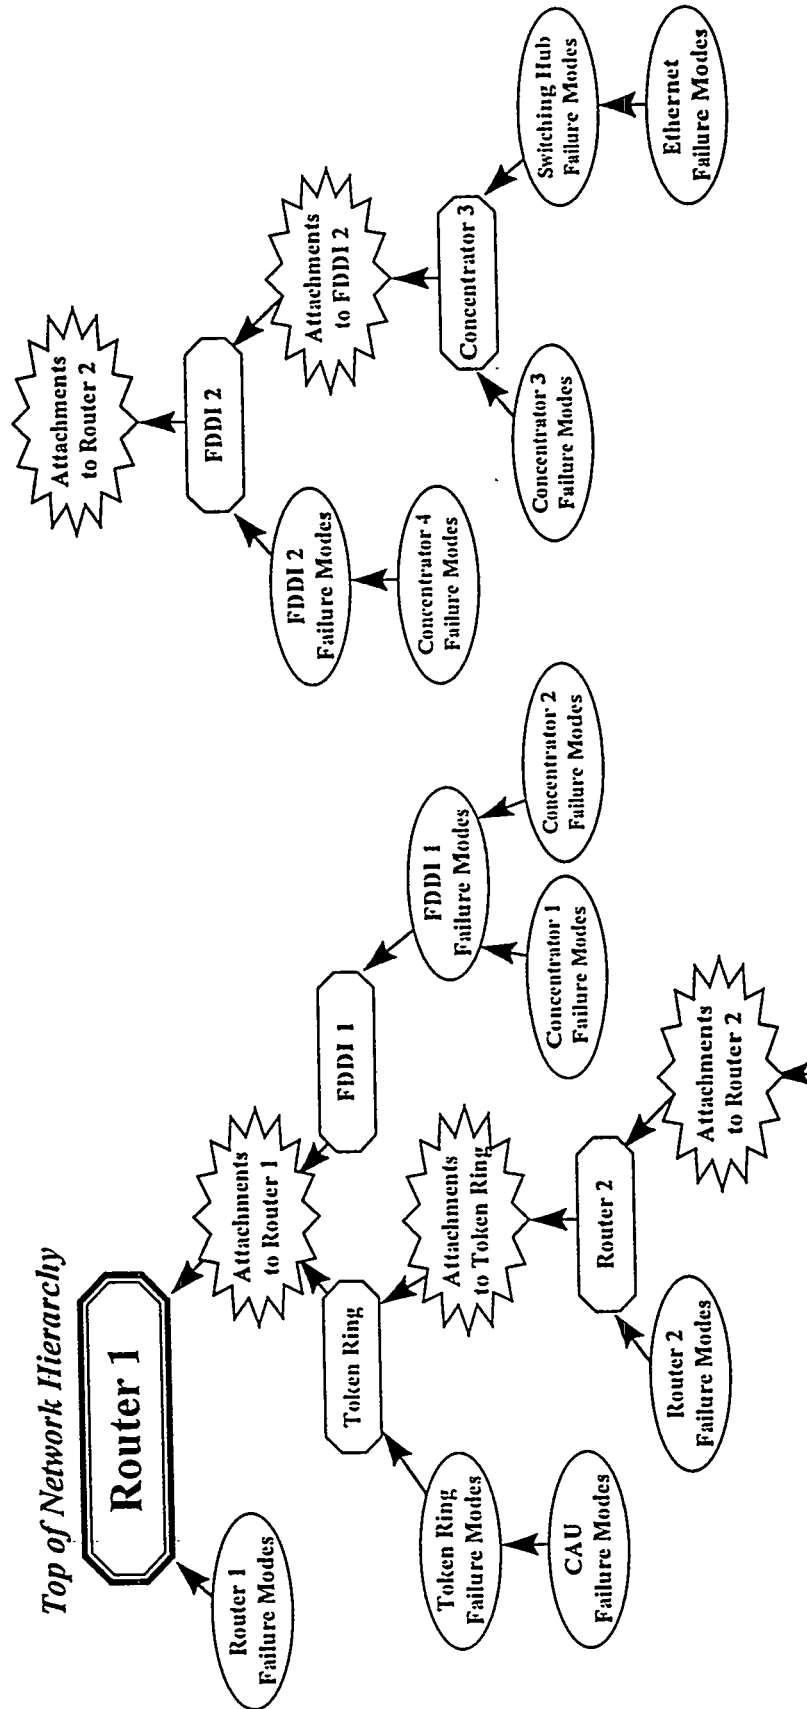 Top of Network Hierarchy
Router 1
Router 1
Failure Modes
Attachments
to Router 1
Token Ring
FDDI 1
Token Ring
Failure Modes
Attachments
to Token Ring
FDDI 1
Failure Modes
CAU
Failure Modes
Router 2
Concentrator 1
Failure Modes
Concentrator 2
Failure Modes
Router 2
Failure Modes
Attachments
to Router 2
Attachments
to Router 2
FDDI 2
FDDI 2
Failure Modes
Attachments
to FDDI 2
Concentrator 4
Failure Modes
Concentrator 3
Concentrator 3
Failure Modes
Switching Hub
Failure Modes
Ethernet
Failure Modes